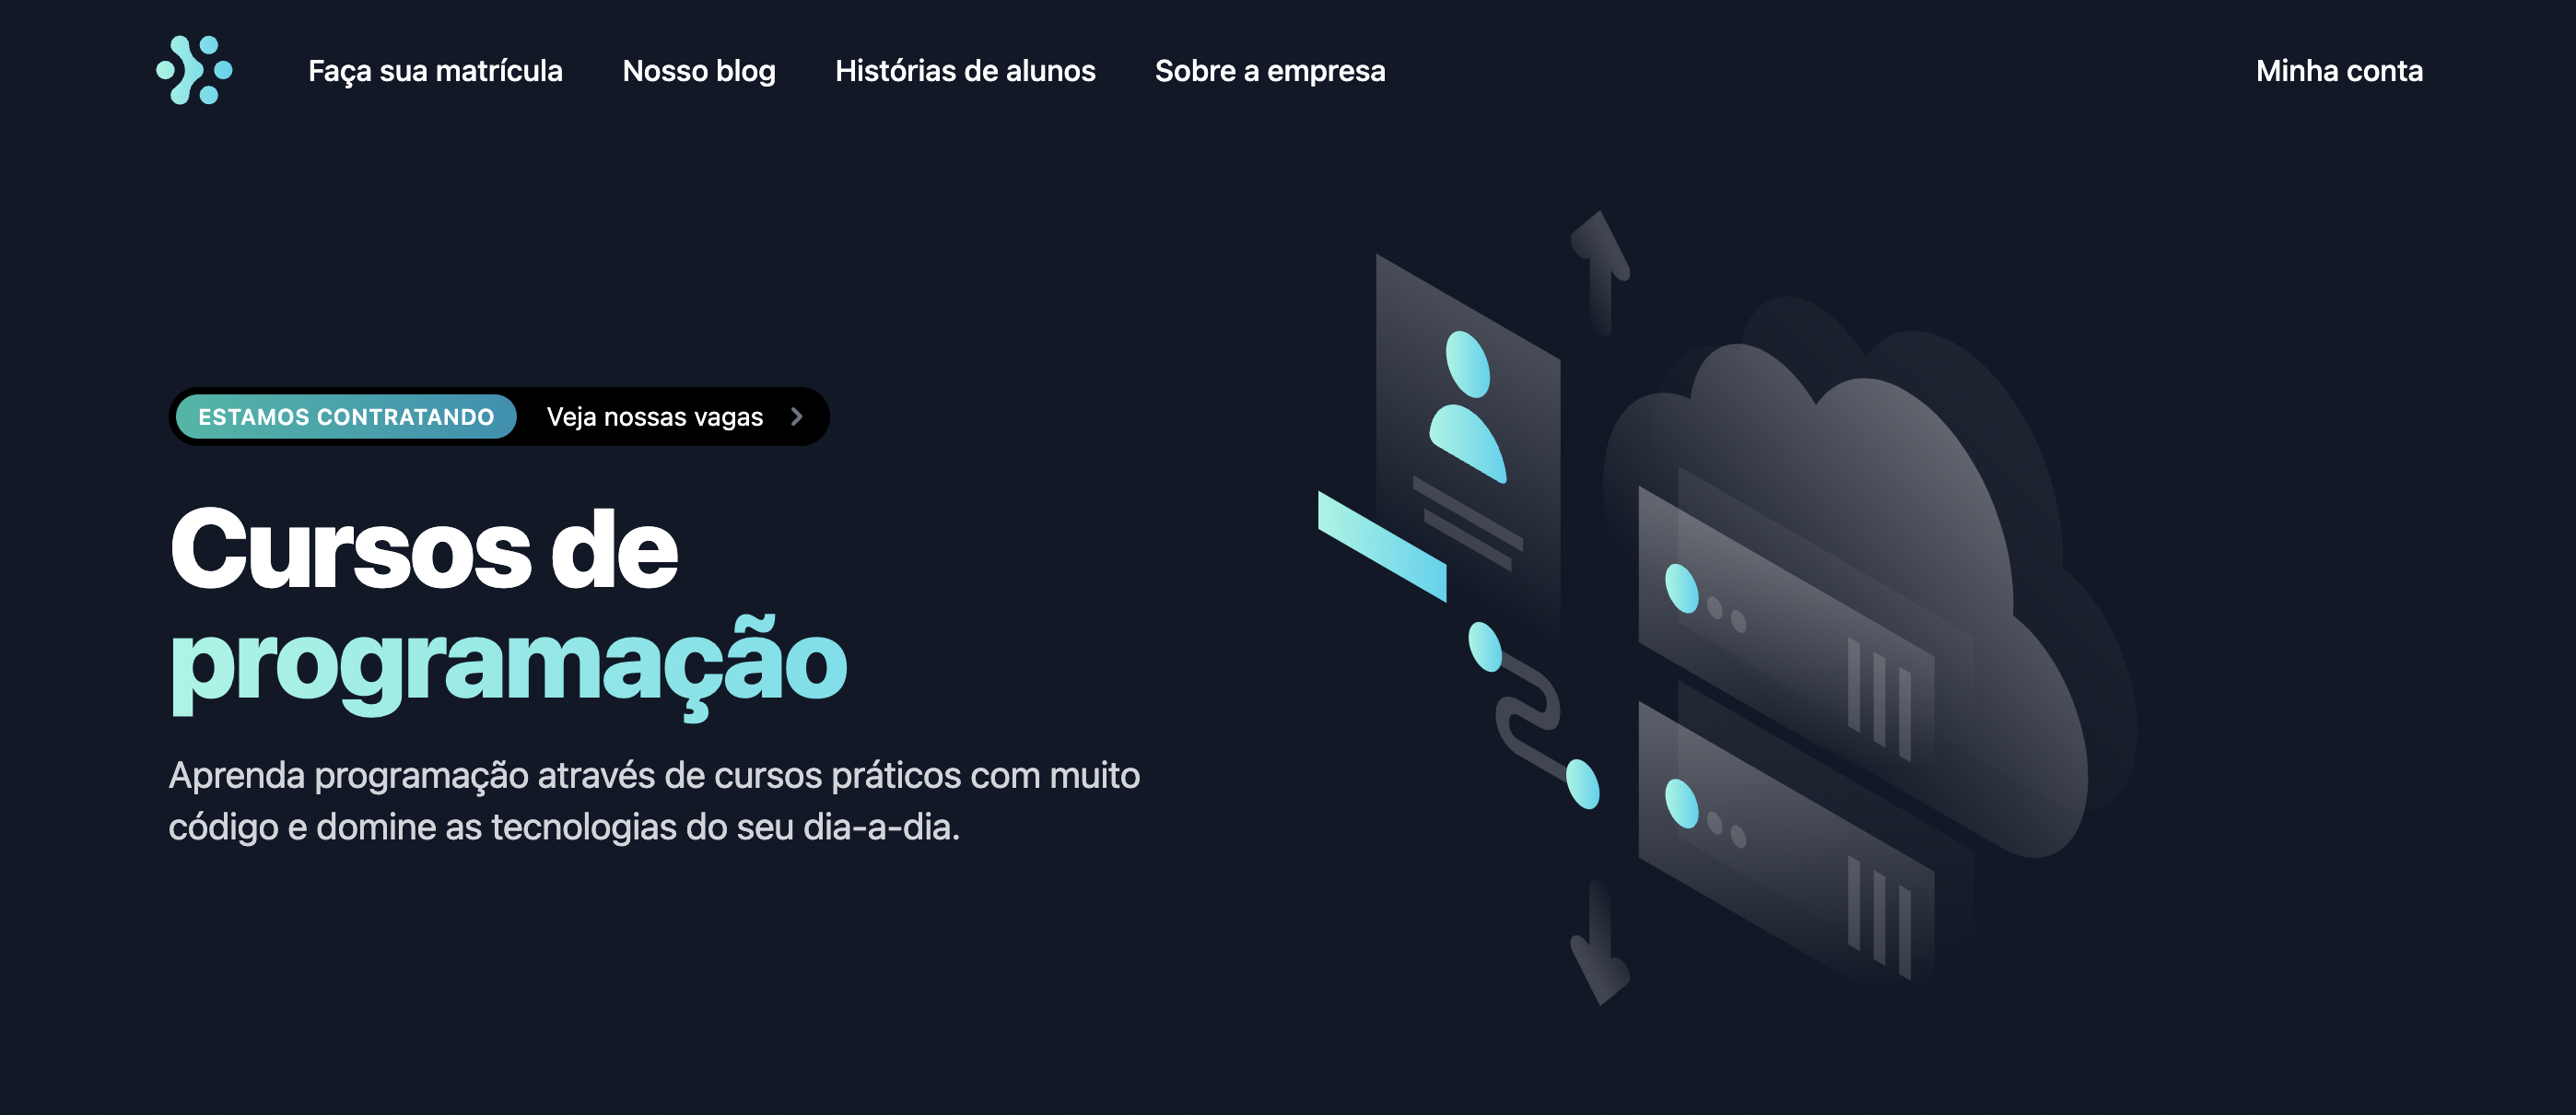 Faça sua matrícula Nosso blog Histórias de alunos Sobre a empresa Minha conta
ESTAMOS CONTRATANDO Veja nossas vagas
Cursos de
programação
Aprenda programação através de cursos práticos com muito
código e domine as tecnologias do seu dia-a-dia.